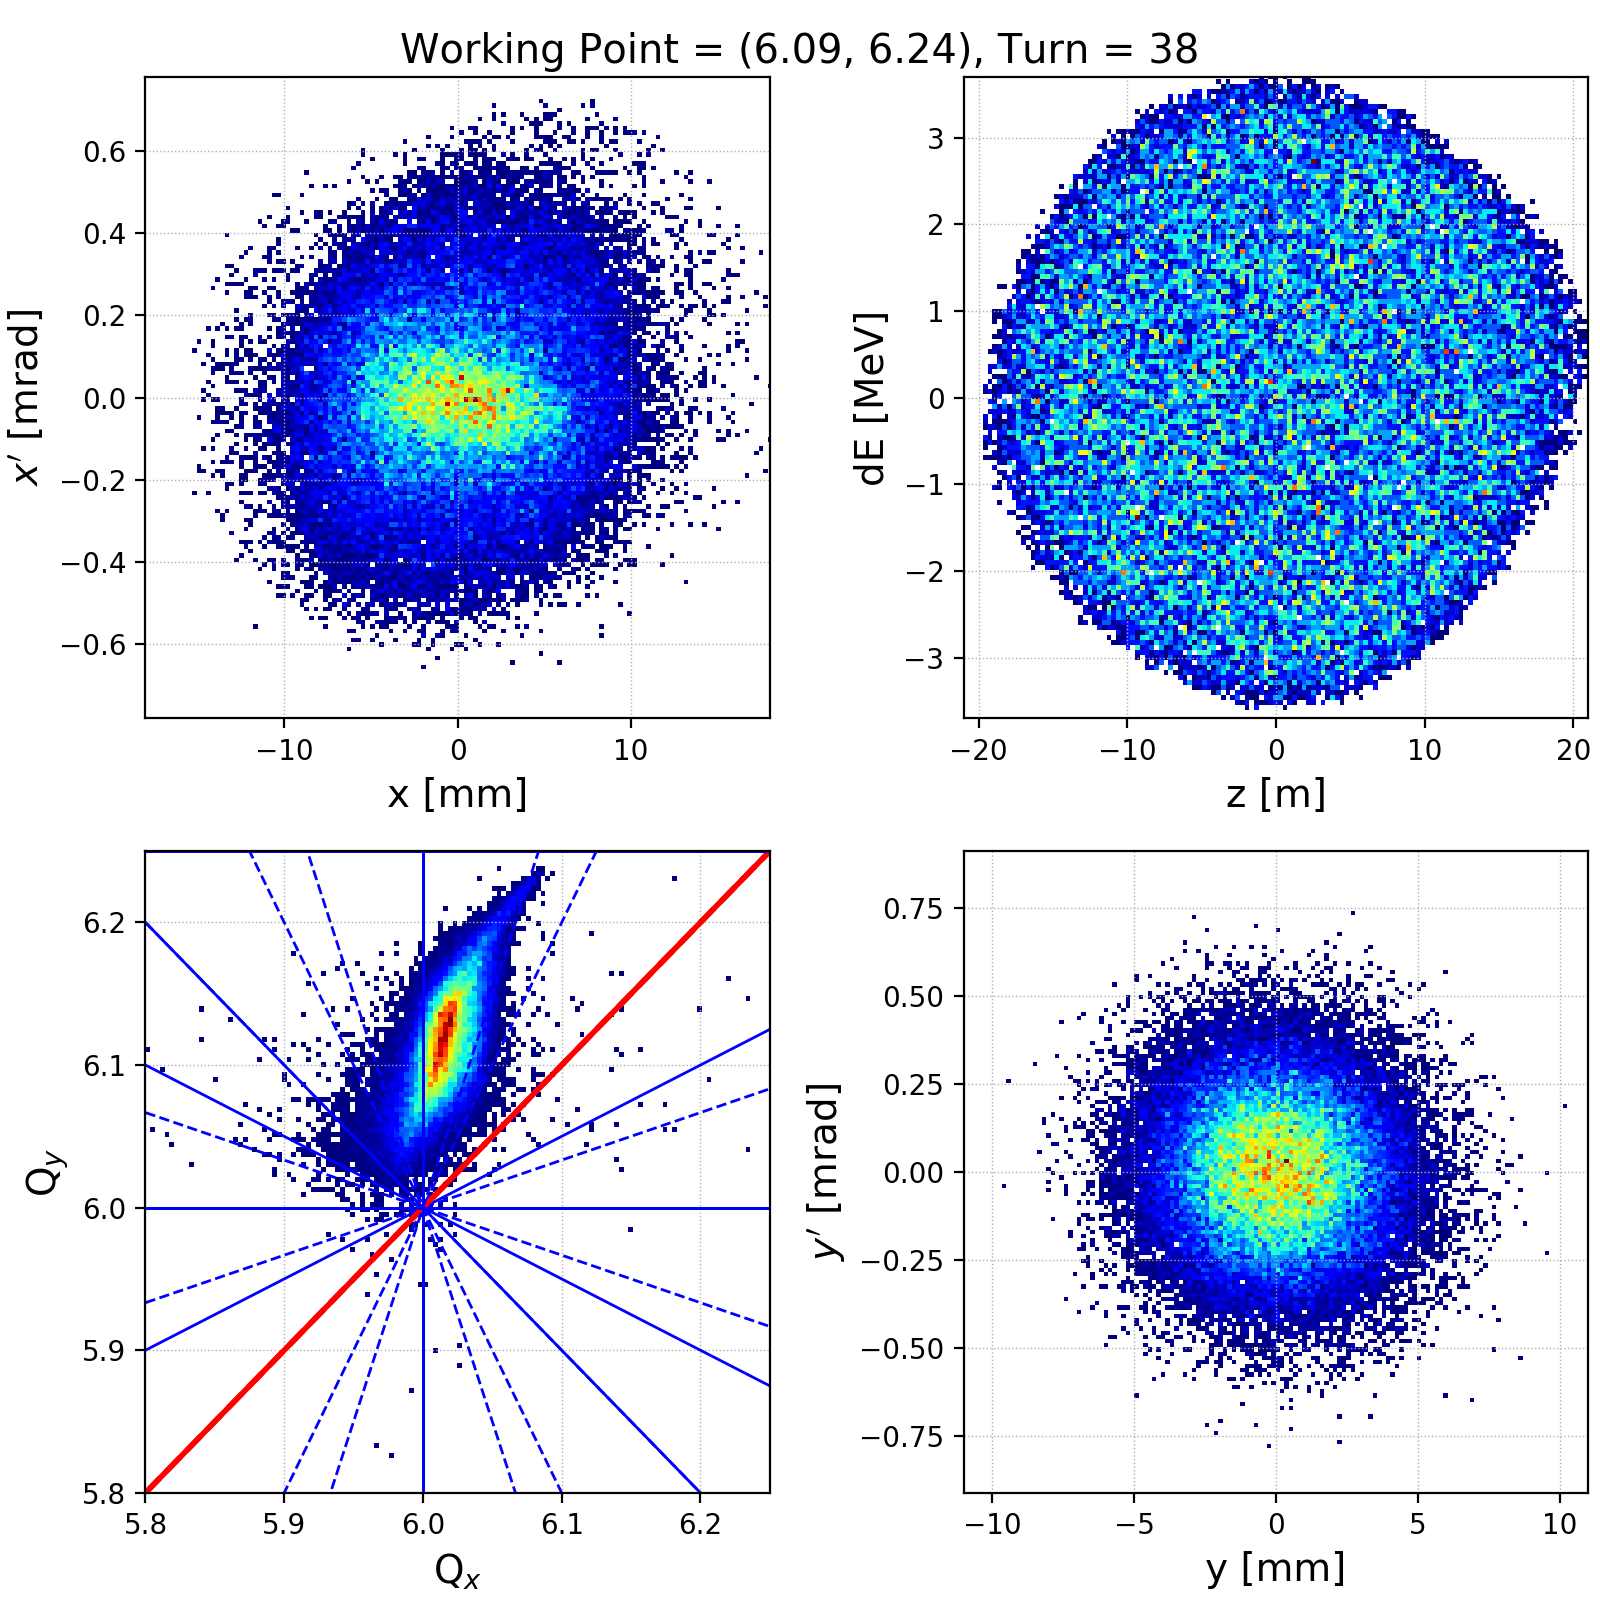 Working Point = (6.09, 6.24), Turn = 38
0.6
0.4
0.2
0.0
−0.2
−0.4
−0.6
x′ [mrad]
−10 0 10
x [mm]
3
2
1
0
−1
−2
−3
dE [MeV]
−20 −10 0 10 20
z [m]
6.2
6.1
6.0
5.9
5.8
Qy
5.8 5.9 6.0 6.1 6.2
Qx
0.75
0.50
0.25
0.00
−0.25
−0.50
−0.75
y′ [mrad]
−10 −5 0 5 10
y [mm]